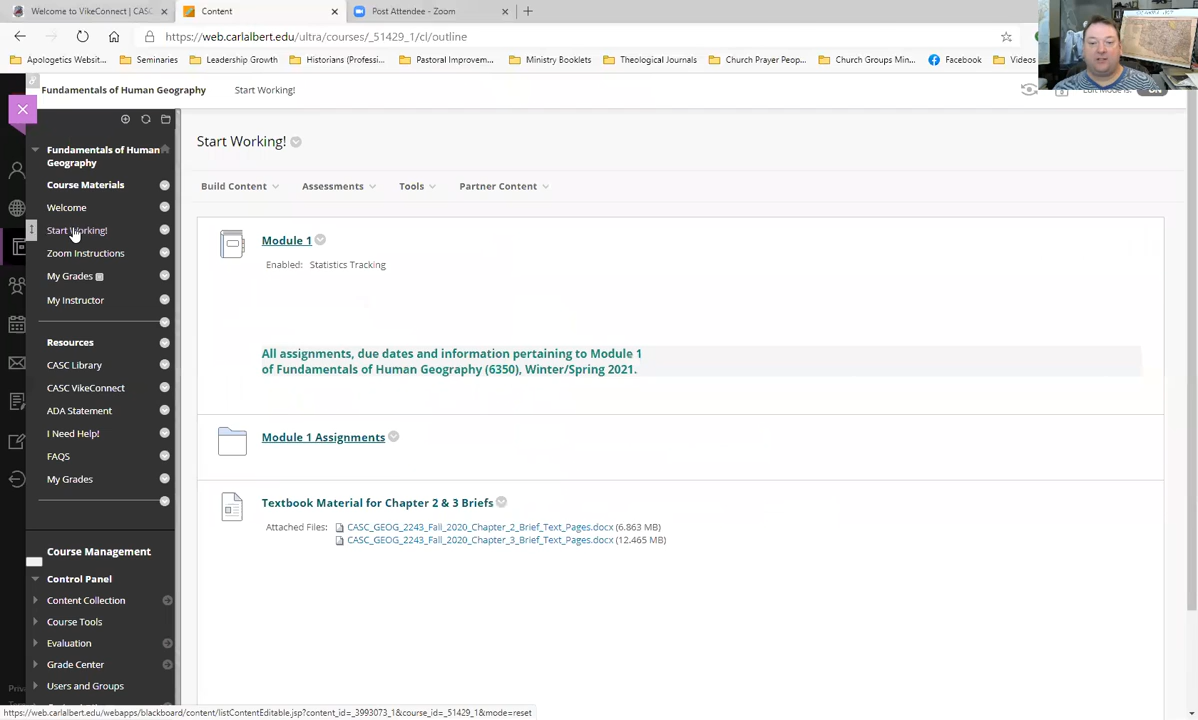 Welcome to VikeConnect | CASC
Content
Post Attendee - Zoom
https://web.carlalbert.edu/ultra/courses/_51429_1/cl/outline
Apologetics Websit...
Seminaries
Leadership Growth
Historians (Professi...
Pastoral Improvem...
Ministry Booklets
Theological Journals
Church Prayer Peop...
Church Groups Min...
Facebook
Videos
Fundamentals of Human Geography
Start Working!
Edit Mode is:
ON
Fundamentals of Human
Geography
Course Materials
Welcome
Start Working!
Zoom Instructions
My Grades
My Instructor
Resources
CASC Library
CASC VikeConnect
ADA Statement
I Need Help!
FAQS
My Grades
Course Management
Control Panel
Content Collection
Course Tools
Evaluation
Grade Center
Users and Groups
Start Working!
Build Content
Assessments
Tools
Partner Content
Module 1
Enabled: Statistics Tracking
All assignments, due dates and information pertaining to Module 1
of Fundamentals of Human Geography (6350), Winter/Spring 2021.
Module 1 Assignments
Textbook Material for Chapter 2 & 3 Briefs
Attached Files: CASC_GEOG_2243_Fall_2020_Chapter_2_Brief_Text_Pages.docx (6.863 MB)
CASC_GEOG_2243_Fall_2020_Chapter_3_Brief_Text_Pages.docx (12.465 MB)
https://web.carlalbert.edu/webapps/blackboard/content/listContentEditable.jsp?content_id=_3993073_1&course_id=_51429_1&mode=reset